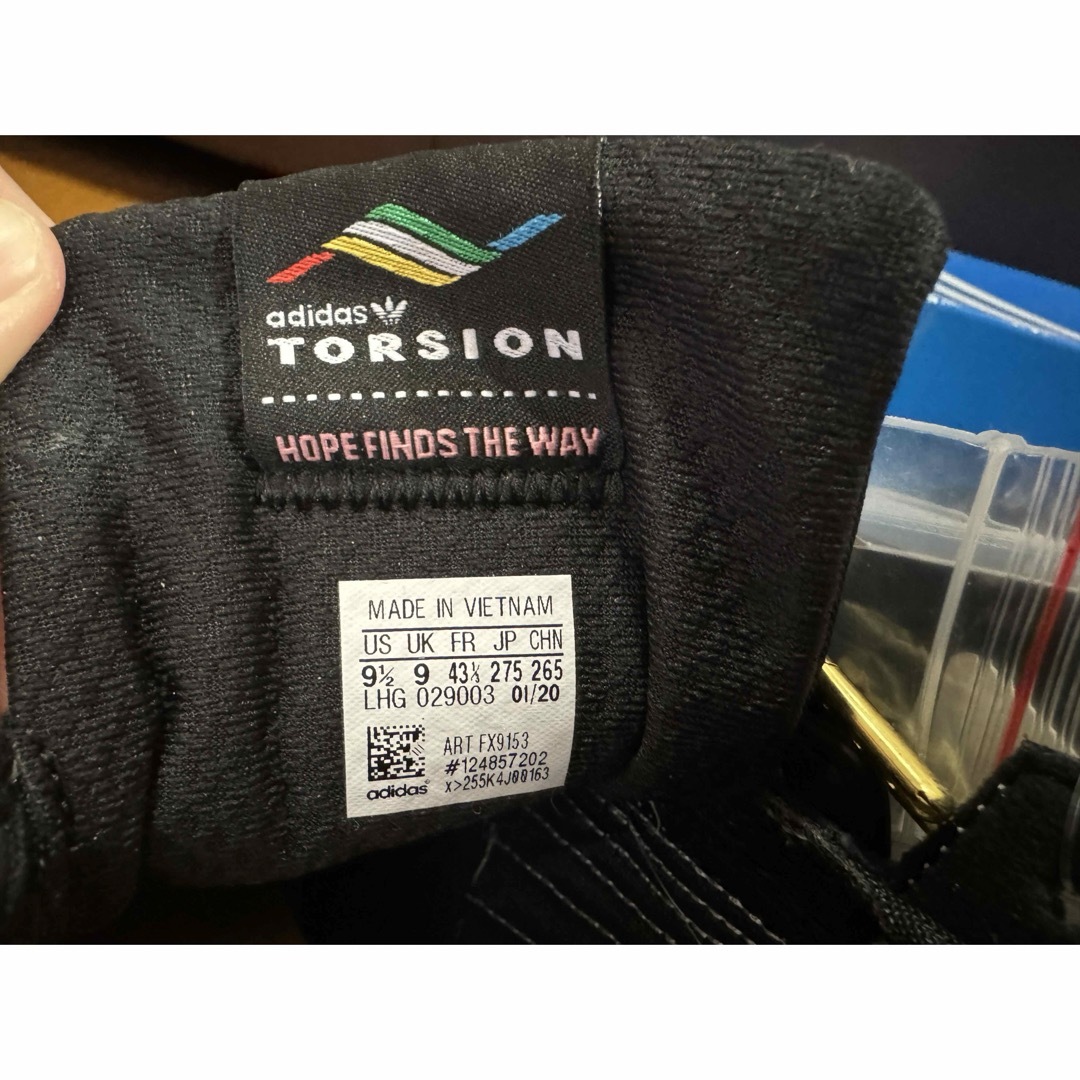 adidas
TORSION
HOPE FINDS THE WAY
MADE IN VIETNAM
US UK FR JP CHN
9½ 9 43⅓ 275 265
LHG 029003 01/20
ART FX9153
#124857202
x>255K4J00163
adidas